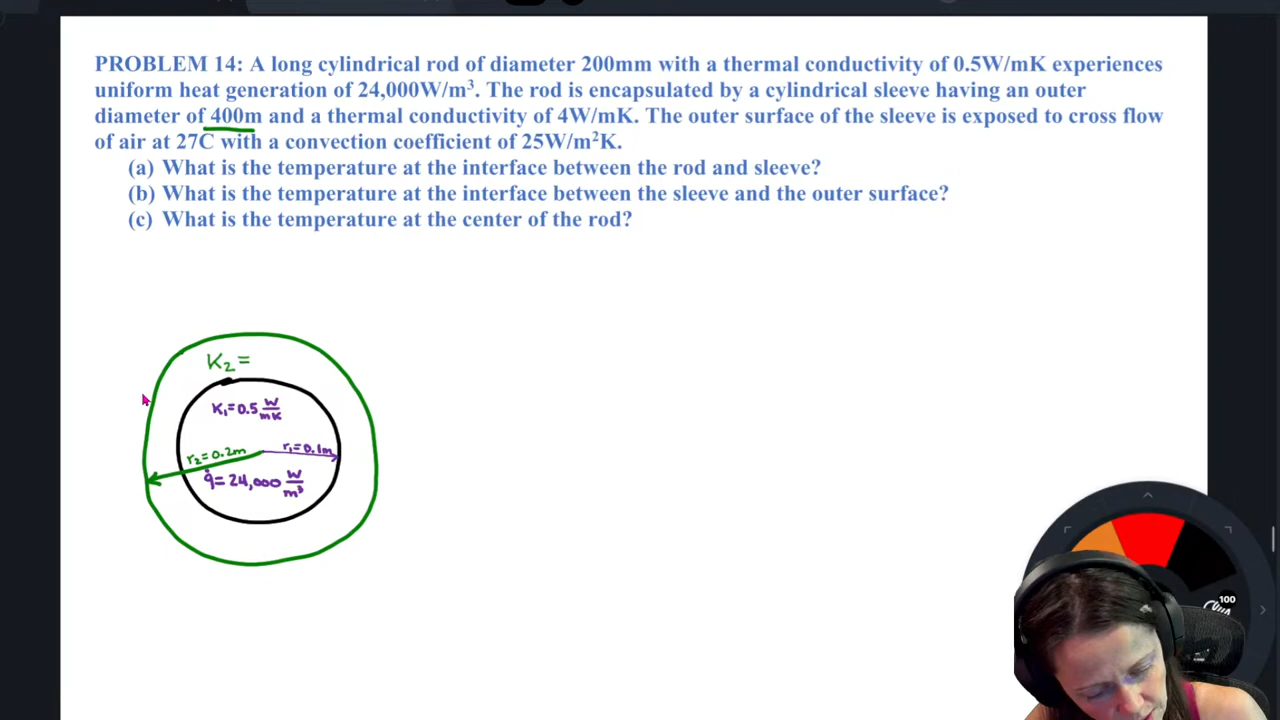 PROBLEM 14: A long cylindrical rod of diameter 200mm with a thermal conductivity of 0.5W/mK experiences
uniform heat generation of 24,000W/m³. The rod is encapsulated by a cylindrical sleeve having an outer
diameter of 400m and a thermal conductivity of 4W/mK. The outer surface of the sleeve is exposed to cross flow
of air at 27C with a convection coefficient of 25W/m²K.
(a) What is the temperature at the interface between the rod and sleeve?
(b) What is the temperature at the interface between the sleeve and the outer surface?
(c) What is the temperature at the center of the rod?
K₂ =
K₁ = 0.5 W/mK
r₁ = 0.1m
r₂ = 0.2m
q̇ = 24,000 W/m³
100